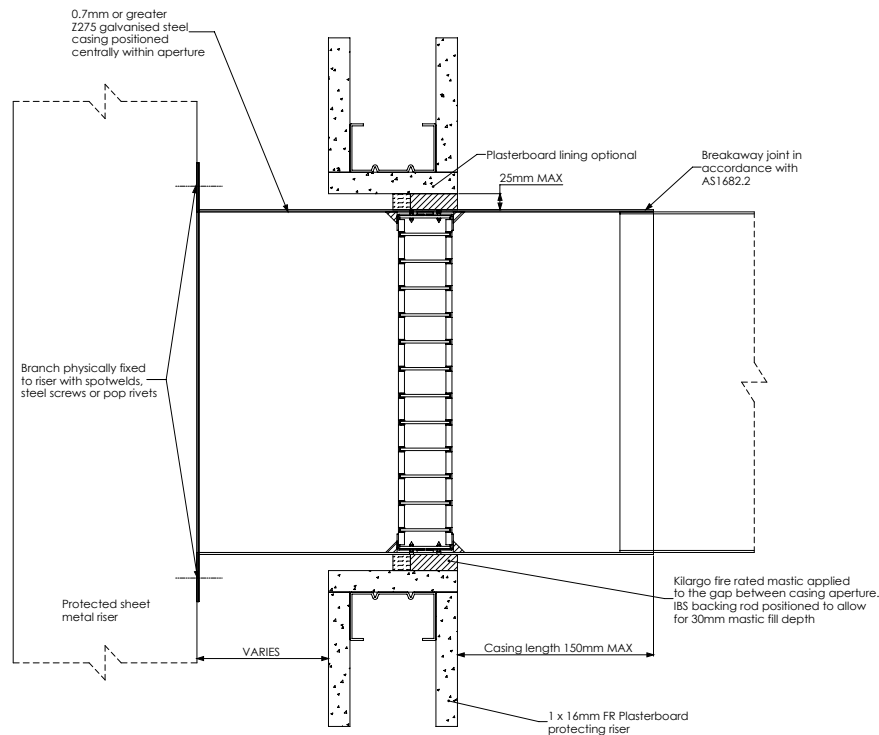 0.7mm or greater
Z275 galvanised steel
casing positioned
centrally within aperture
Plasterboard lining optional
25mm MAX
Breakaway joint in
accordance with
AS1682.2
Branch physically fixed
to riser with spotwelds,
steel screws or pop rivets
Protected sheet
metal riser
VARIES
Casing length 150mm MAX
Kilargo fire rated mastic applied
to the gap between casing aperture.
IBS backing rod positioned to allow
for 30mm mastic fill depth
1 x 16mm FR Plasterboard
protecting riser